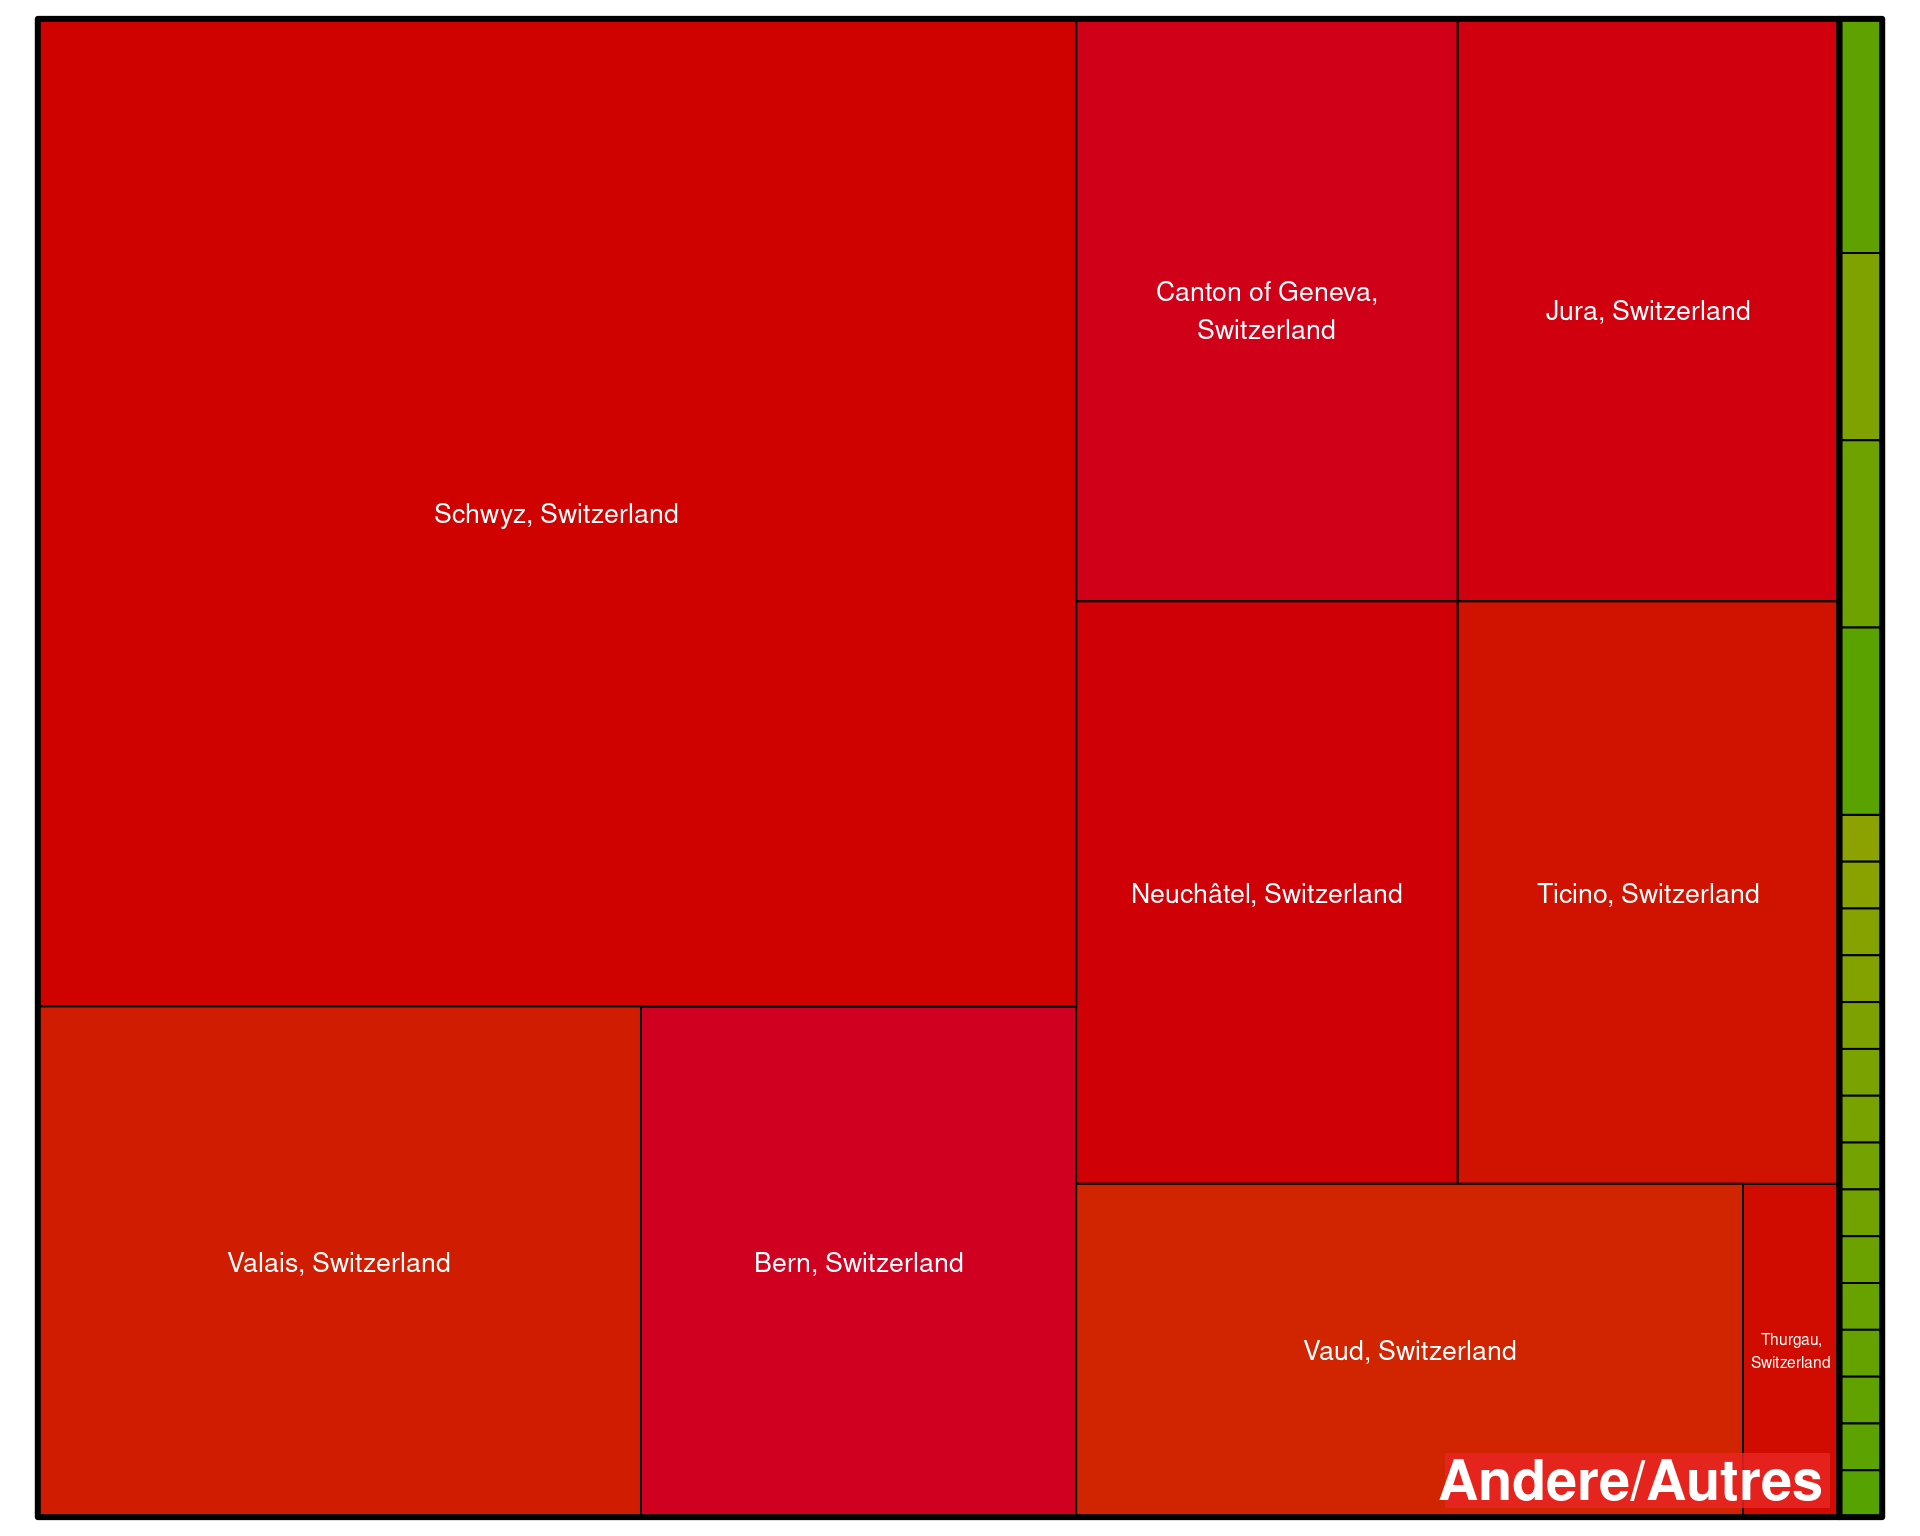 Schwyz, Switzerland
Canton of Geneva,
Switzerland
Jura, Switzerland
Neuchâtel, Switzerland
Ticino, Switzerland
Valais, Switzerland
Bern, Switzerland
Vaud, Switzerland
Thurgau,
Switzerland
Andere/Autres